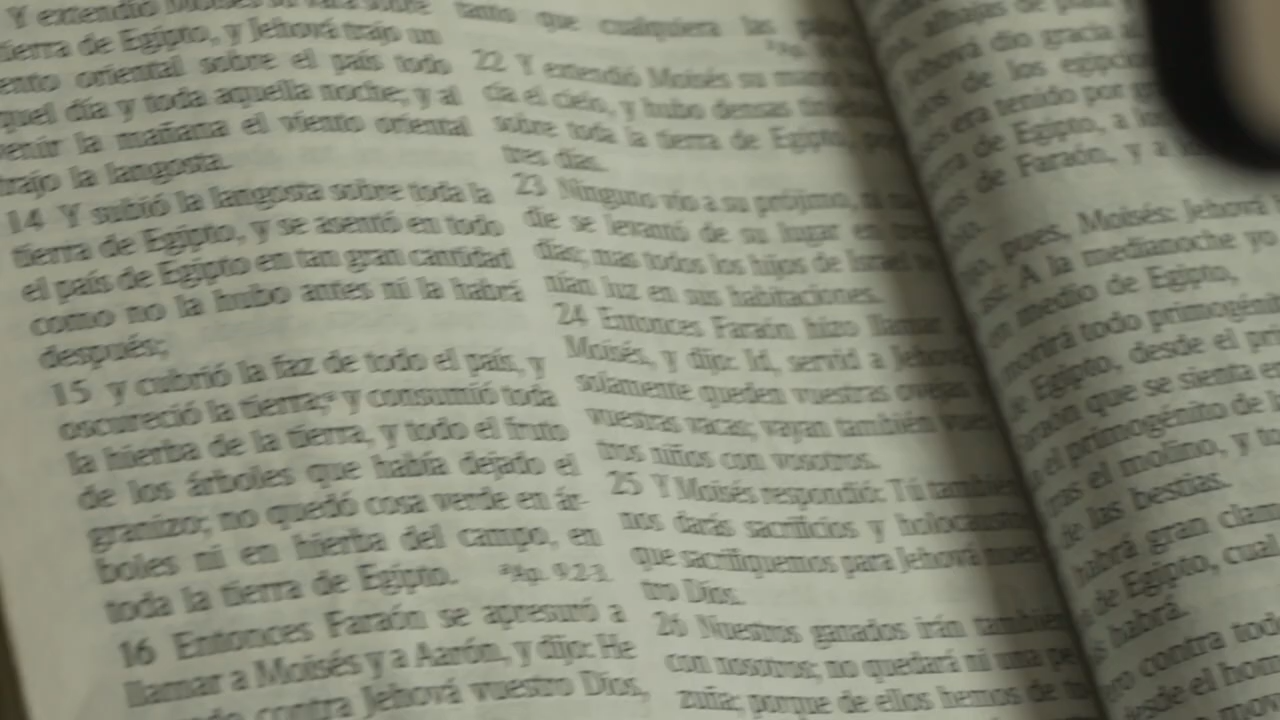 Y extendió Moisés su vara sobre
tierra de Egipto, y Jehová trajo un
oriental sobre el país todo
día y toda aquella noche; y al
venir la mañana el viento oriental
trajo la langosta.
14 Y subió la langosta sobre toda la
tierra de Egipto, y se asentó en todo
el país de Egipto en tan gran cantidad
como no la hubo antes ni la habrá
después;
15 y cubrió la faz de todo el país, y
oscureció la tierra;ᵃ y consumió toda
la hierba de la tierra, y todo el fruto
de los árboles que había dejado el
granizo; no quedó cosa verde en ár-
boles ni en hierba del campo, en
toda la tierra de Egipto. ᵃAp. 9.2-3.
16 Entonces Faraón se apresuró a
llamar a Moisés y a Aarón, y dijo: He
contra Jehová vuestro Dios,
tanto que cualquiera las
22 Y extendió Moisés su mano
cia el cielo, y hubo densas
sobre toda la tierra de Egipto, por
tres días.
23 Ninguno vio a su prójimo, ni
die se levantó de su lugar en tres
días; mas todos los hijos de Israel
nían luz en sus habitaciones.
24 Entonces Faraón hizo llamar
Moisés, y dijo: Id, servid a Jehová
solamente queden vuestras ovejas
vuestras vacas; vayan también
tros niños con vosotros.
25 Y Moisés respondió: Tú también
nos darás sacrificios y
que sacrifiquemos para Jehová
tro Dios.
26 Nuestros ganados irán también
con nosotros; no quedará ni una
zuña; porque de ellos hemos de
alhajas de
Jehová dio gracia
de los
era tenido por
de Egipto, a
de Faraón, y a
pues, Moisés: Jehová
A la medianoche yo
en medio de Egipto,
morirá todo
Egipto, desde el
que se sienta
el primogénito de
tras el molino, y
de las bestias.
habrá gran
de Egipto, cual
habrá.
contra
desde el